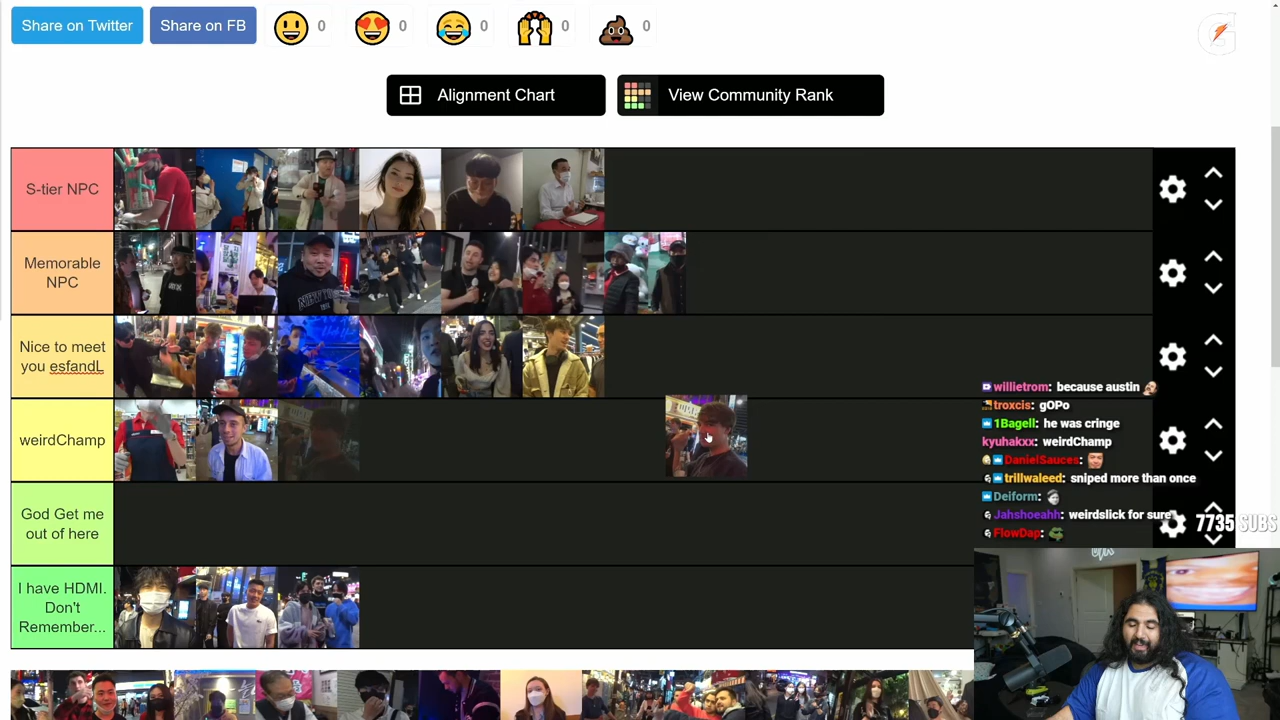 Share on Twitter
Share on FB
0
0
0
0
0
Alignment Chart
View Community Rank
S-tier NPC
Memorable
NPC
Nice to meet
you esfandL
weirdChamp
God Get me
out of here
I have HDMI.
Don't
Remember...
willietrom: because austin
troxcis: gOPo
1Bagell: he was cringe
kyuhakxx: weirdChamp
DanielSauces:
trillwaleed: sniped more than once
Deiform:
Jahshoeahh: weirdslick for sure
FlowDap:
7735 SUBS